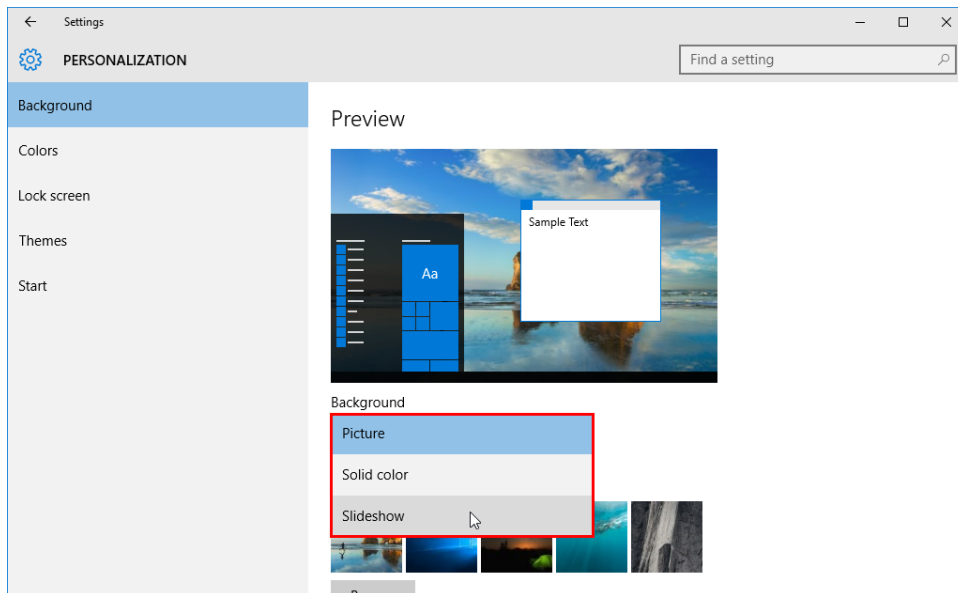 Settings
PERSONALIZATION
Find a setting
Background
Colors
Lock screen
Themes
Start
Preview
Sample Text
Aa
Background
Picture
Solid color
Slideshow